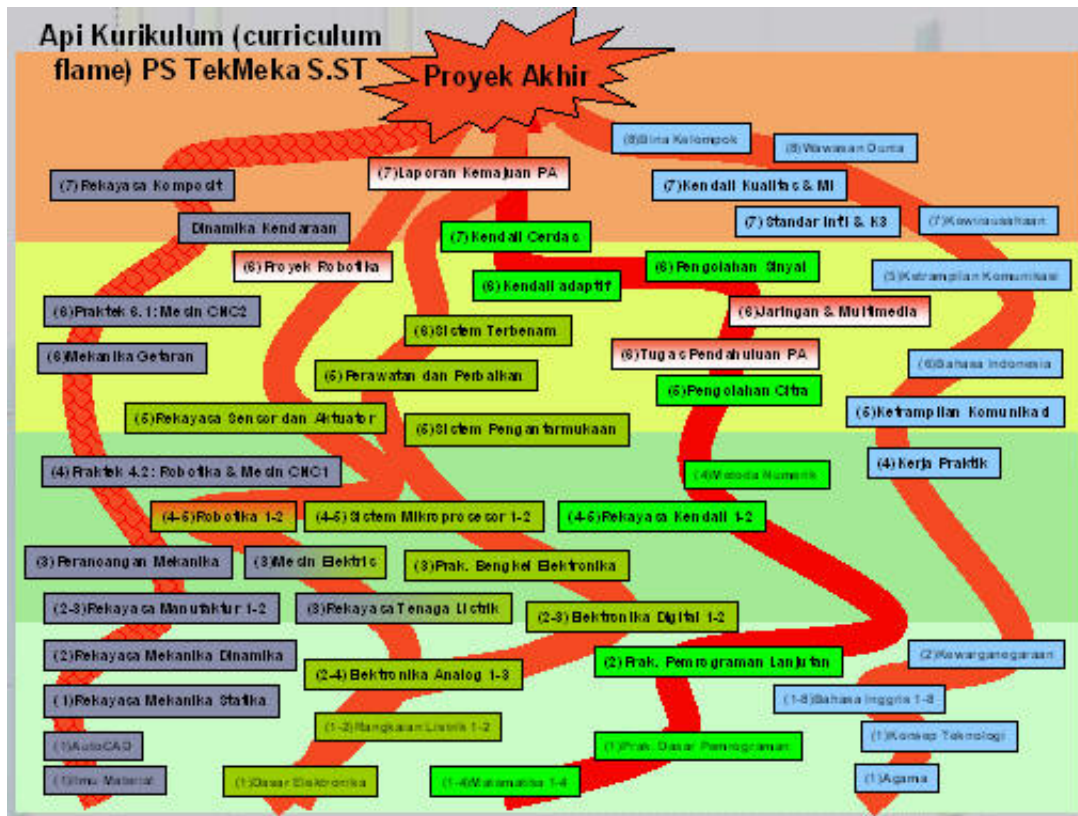 Api Kurikulum (curriculum
flame) PS TekMeka S.ST
Proyek Akhir
(8)Bina Kelompok
(8)Wawasan Dunia
(7)Rekayasa Komposit
(7)Laporan Kemajuan PA
(7)Kendali Kualitas & MI
Dinamika Kendaraan
(7)Kendali Cerdas
(7)Standar Int'l & K3
(7)Kewirausahaan
(6)Proyek Robotika
(6)Kendali adaptif
(6)Pengolahan Sinyal
(5)Ketrampilan Komunikasi
(6)Praktek 6.1: Mesin CNC2
(6)Sistem Terbenam
(6)Jaringan & Multimedia
(6)Mekanika Getaran
(5)Perawatan dan Perbaikan
(6)Tugas Pendahuluan PA
(6)Bahasa Indonesia
(5)Pengolahan Citra
(5)Rekayasa Sensor dan Aktuator
(5)Sistem Pengantarmukaan
(5)Ketrampilan Komunikad
(4)Praktek 4.2: Robotika & Mesin CNC1
(4)Metoda Numerik
(4)Kerja Praktik
(4-5)Robotika 1-2
(4-5)Sistem Mikroprosesor 1-2
(4-5)Rekayasa Kendali 1-2
(3)Perancangan Mekanika
(3)Mesin Elektris
(3)Prak. Bengkel Elektronika
(2-3)Rekayasa Manufaktur 1-2
(3)Rekayasa Tenaga Listrik
(2-3)Elektronika Digital 1-2
(2)Rekayasa Mekanika Dinamika
(2-4)Elektronika Analog 1-3
(2)Prak. Pemrograman Lanjutan
(2)Kewarganegaraan
(1)Rekayasa Mekanika Statika
(1-2)Rangkaian Listrik 1-2
(1-8)Bahasa Inggris 1-8
(1)AutoCAD
(1)Prak. Dasar Pemrograman
(1)Konsep Teknologi
(1)Ilmu Material
(1)Dasar Elektronika
(1-4)Matematika 1-4
(1)Agama